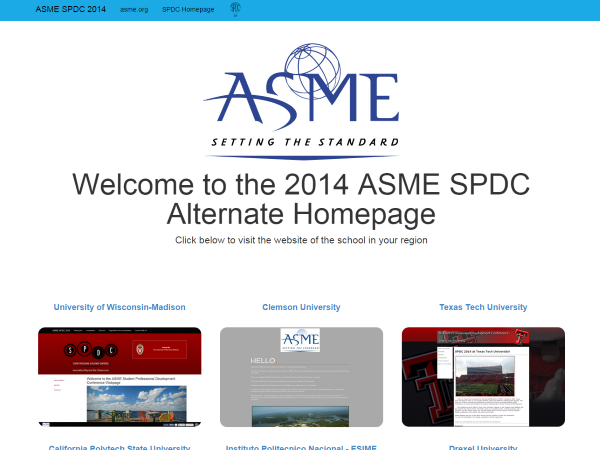 ASME SPDC 2014 asme.org SPDC Homepage
ASME
SETTING THE STANDARD
Welcome to the 2014 ASME SPDC
Alternate Homepage
Click below to visit the website of the school in your region
University of Wisconsin-Madison Clemson University Texas Tech University
S P D C
Welcome to the ASME Student Professional Development
Conference Webpage
ASME
HELLO
SPDC 2014 at Texas Tech University!
California Polytech State University Instituto Politecnico Nacional - ESIME Drexel University